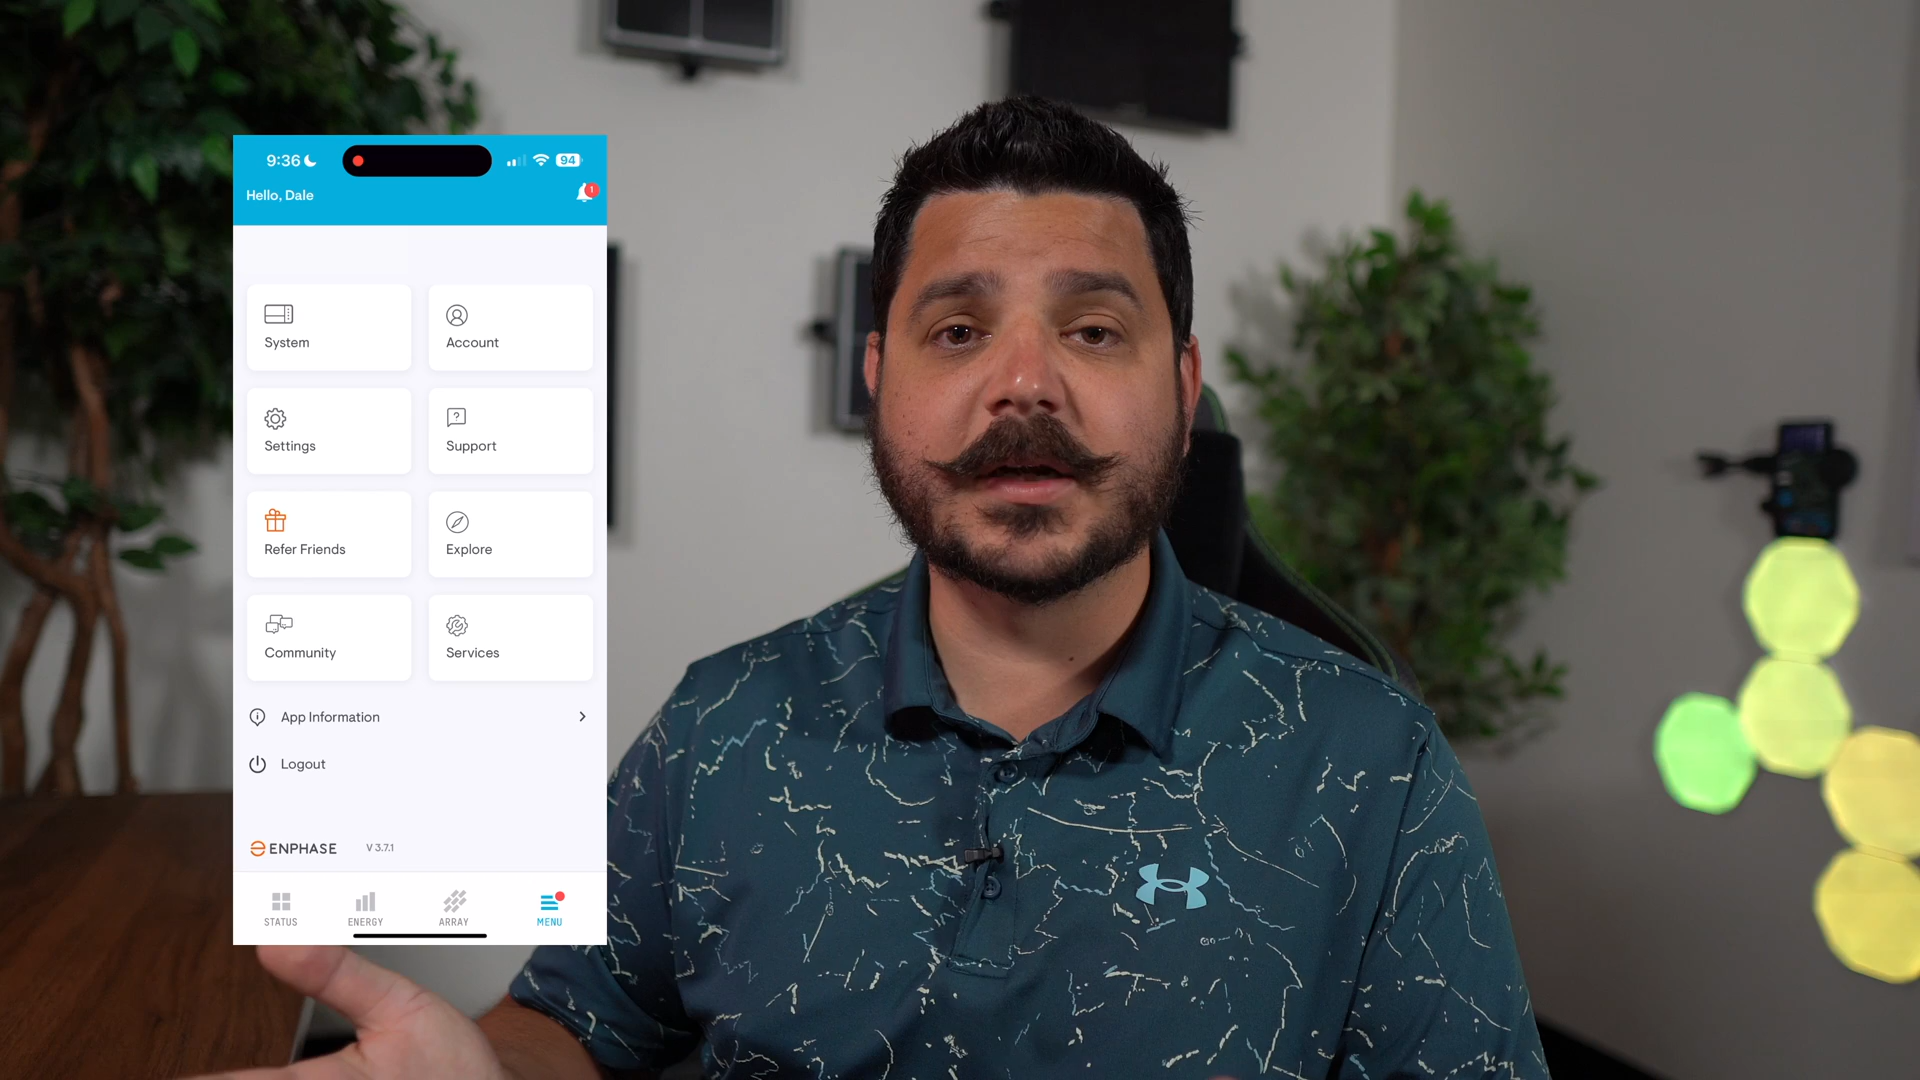 9:36
94
Hello, Dale
1
System
Account
Settings
Support
Refer Friends
Explore
Community
Services
App Information
Logout
ENPHASE V 3.7.1
STATUS ENERGY ARRAY MENU